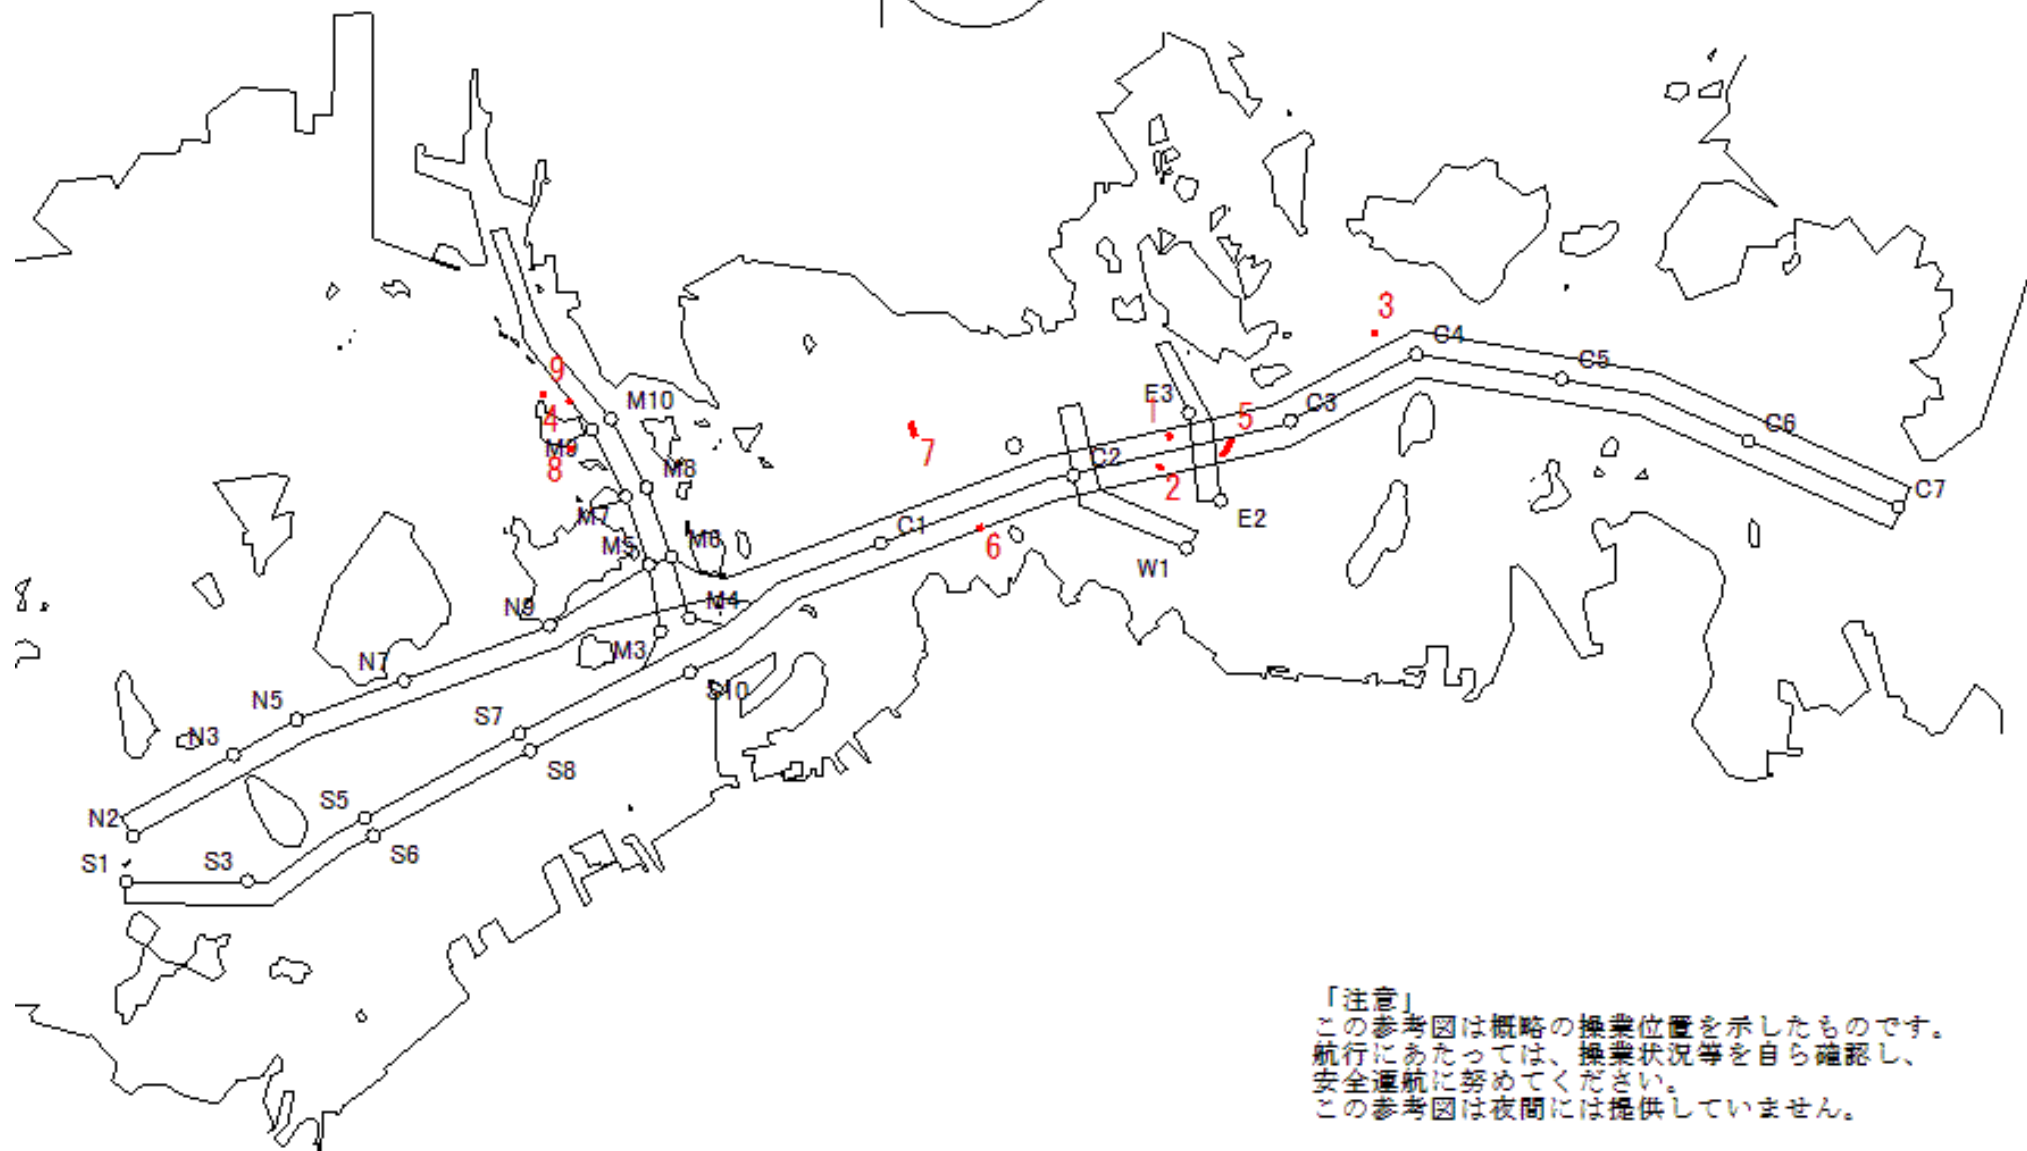 3
C4
C5
9
E3
C3
M10
1
5
C6
4
7
M9
C2
8
M8
2
C7
M7
C1
E2
M5
M6
6
W1
N9
M4
M3
N7
S10
N5
S7
N3
S8
S5
N2
S6
S1
S3
「注意」
この参考図は概略の操業位置を示したものです。
航行にあたっては、操業状況等を自ら確認し、
安全運航に努めてください。
この参考図は夜間には提供していません。